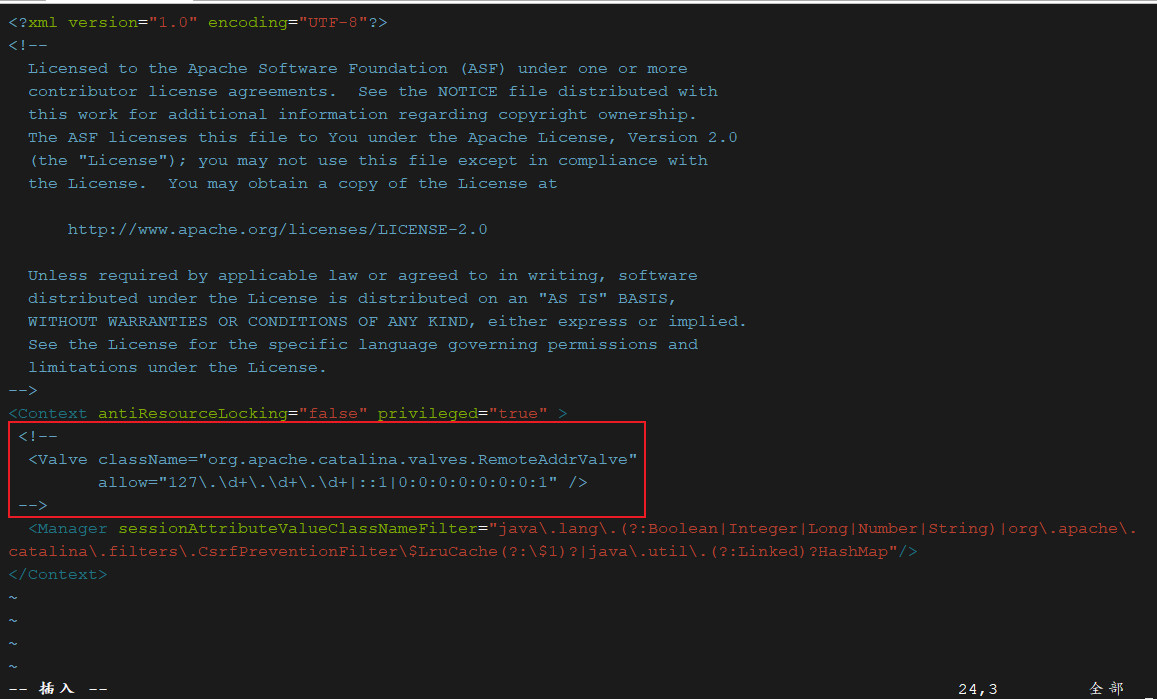 <?xml version="1.0" encoding="UTF-8"?>
<!--
  Licensed to the Apache Software Foundation (ASF) under one or more
  contributor license agreements.  See the NOTICE file distributed with
  this work for additional information regarding copyright ownership.
  The ASF licenses this file to You under the Apache License, Version 2.0
  (the "License"); you may not use this file except in compliance with
  the License.  You may obtain a copy of the License at

      http://www.apache.org/licenses/LICENSE-2.0

  Unless required by applicable law or agreed to in writing, software
  distributed under the License is distributed on an "AS IS" BASIS,
  WITHOUT WARRANTIES OR CONDITIONS OF ANY KIND, either express or implied.
  See the License for the specific language governing permissions and
  limitations under the License.
-->
<Context antiResourceLocking="false" privileged="true" >
 <!--
  <Valve className="org.apache.catalina.valves.RemoteAddrValve"
         allow="127\.\d+\.\d+\.\d+|::1|0:0:0:0:0:0:0:1" />
 -->
  <Manager sessionAttributeValueClassNameFilter="java\.lang\.(?:Boolean|Integer|Long|Number|String)|org\.apache\.
catalina\.filters\.CsrfPreventionFilter\$LruCache(?:\$1)?|java\.util\.(?:Linked)?HashMap"/>
</Context>
~
~
~
~
-- 插入 -- 24,3 全部